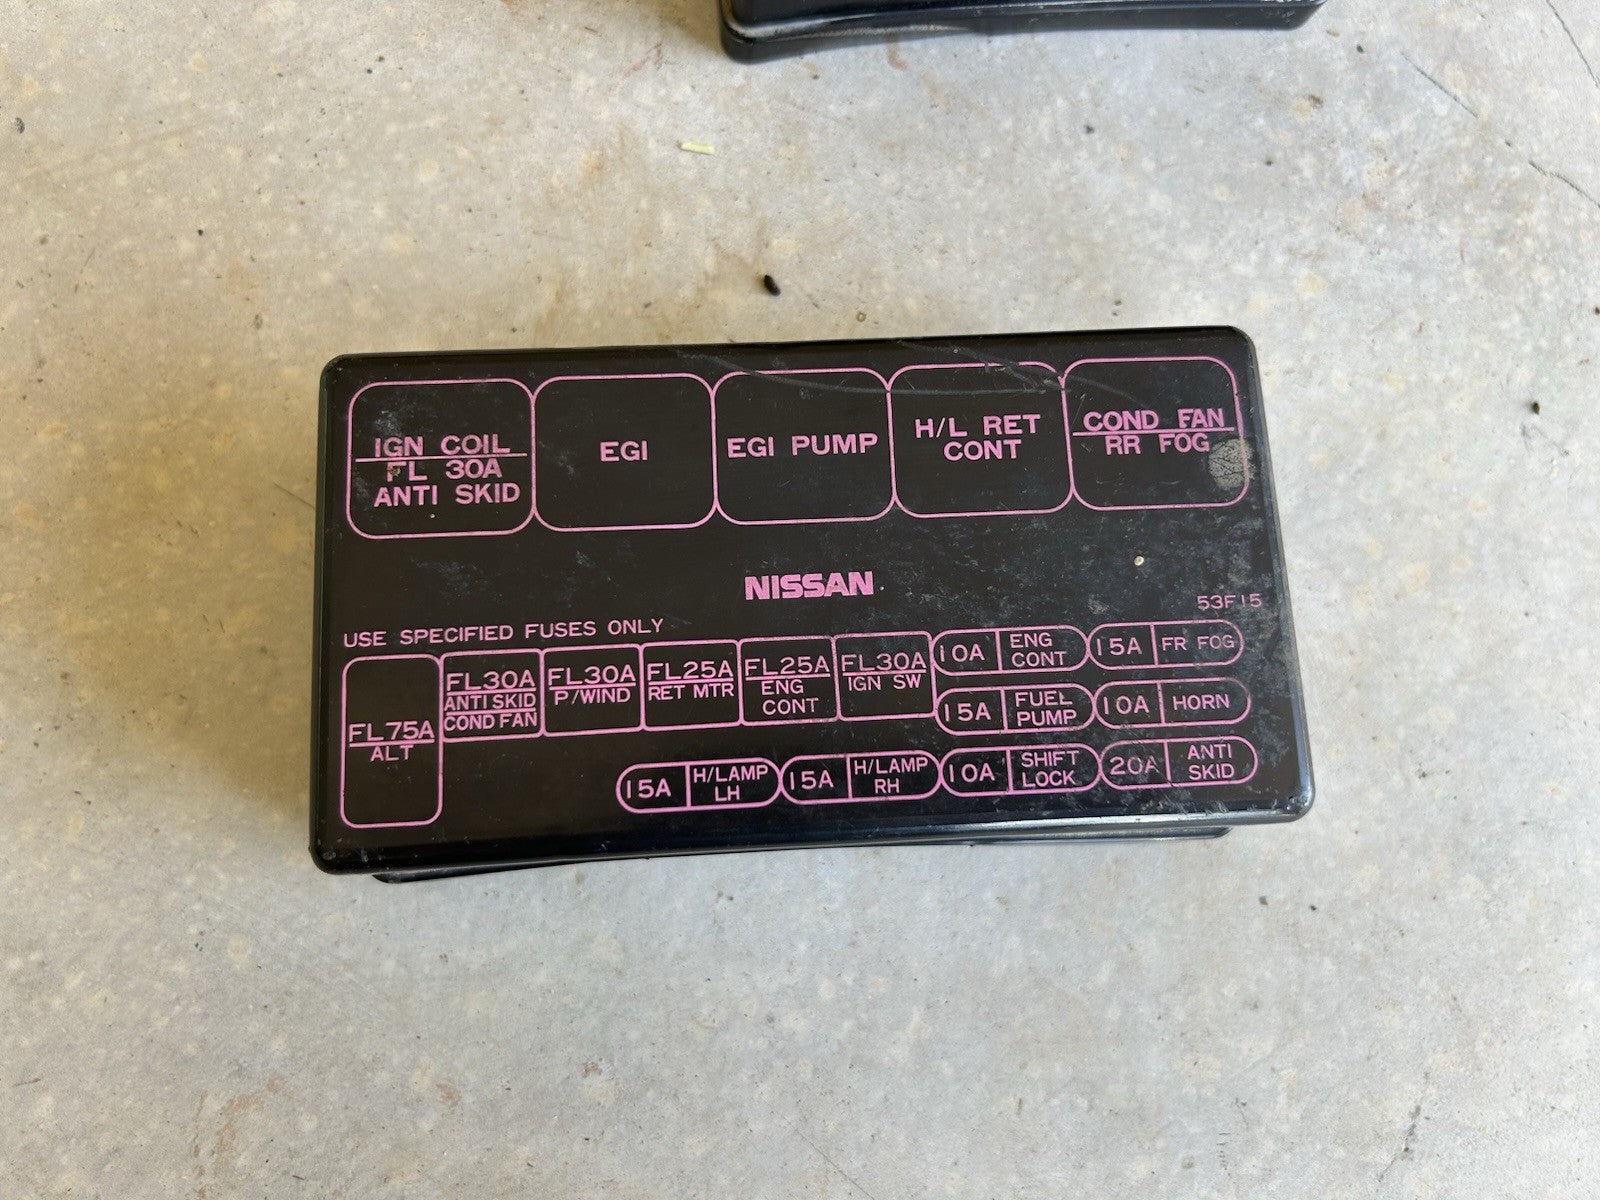 IGN COIL
FL 30A
ANTI SKID
EGI
EGI PUMP
H/L RET
CONT
COND FAN
RR FOG
NISSAN
53F15
USE SPECIFIED FUSES ONLY
FL75A
ALT
FL30A
ANTI SKID
COND FAN
FL30A
P/WIND
FL25A
RET MTR
FL25A
ENG
CONT
FL30A
IGN SW
10A
ENG
CONT
15A
FR FOG
15A
FUEL
PUMP
10A
HORN
15A
H/LAMP
LH
15A
H/LAMP
RH
10A
SHIFT
LOCK
20A
ANTI
SKID